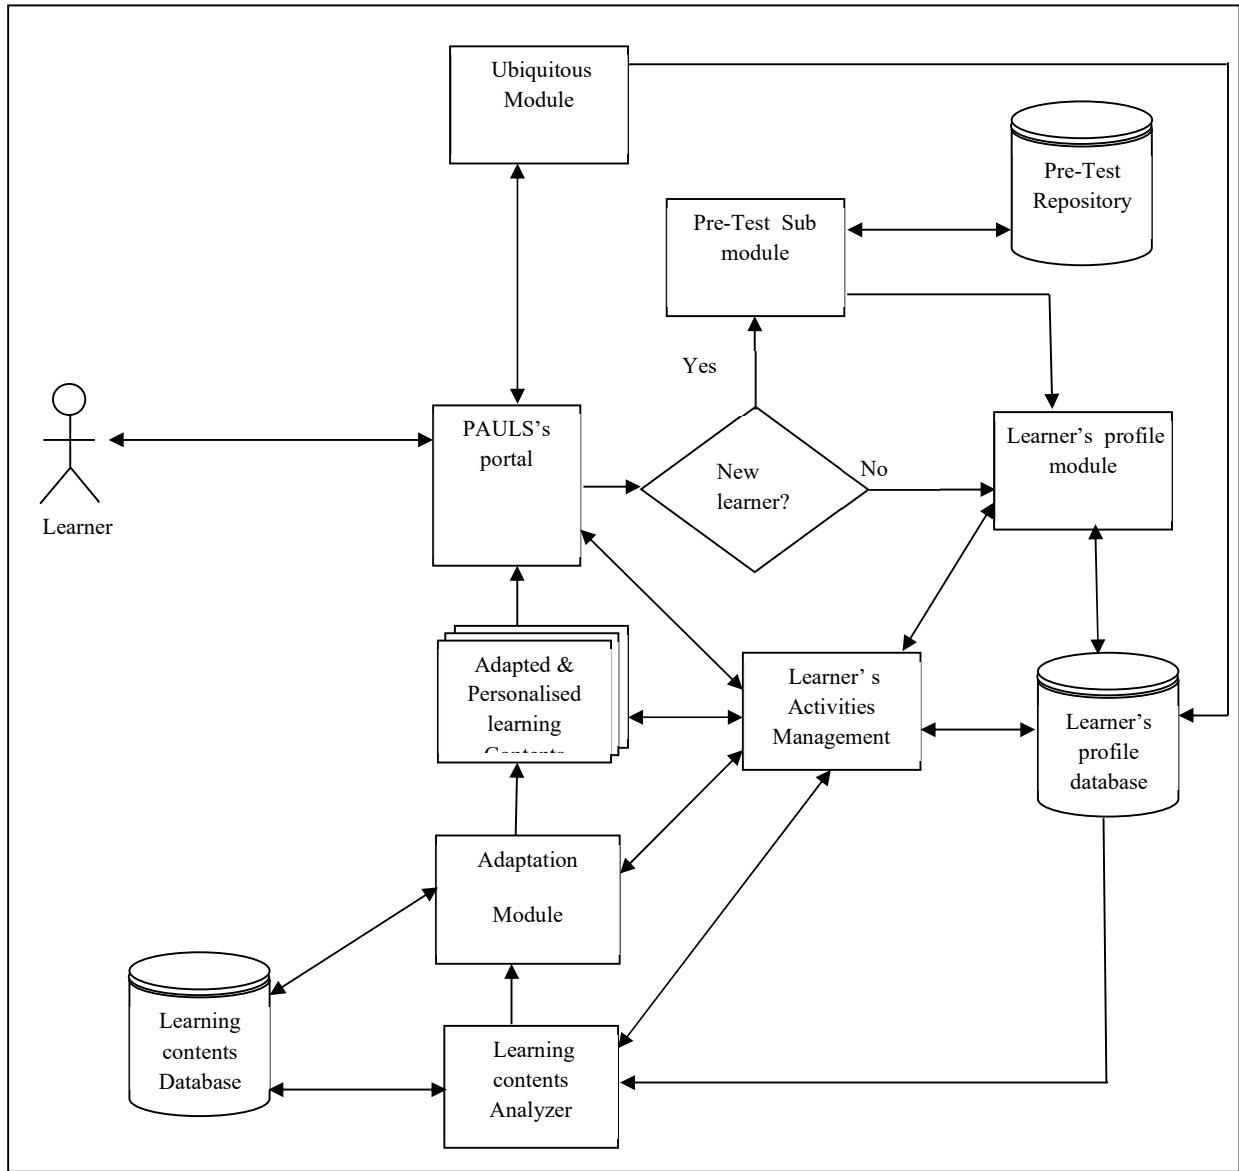 Ubiquitous
Module
Pre-Test
Repository
Pre-Test Sub
module
Yes
PAULS’s
portal
Learner’s profile
module
New
learner?
No
Learner
Adapted &
Personalised
learning
Learner’ s
Activities
Management
Learner’s
profile
database
Adaptation
Module
Learning
contents
Database
Learning
contents
Analyzer